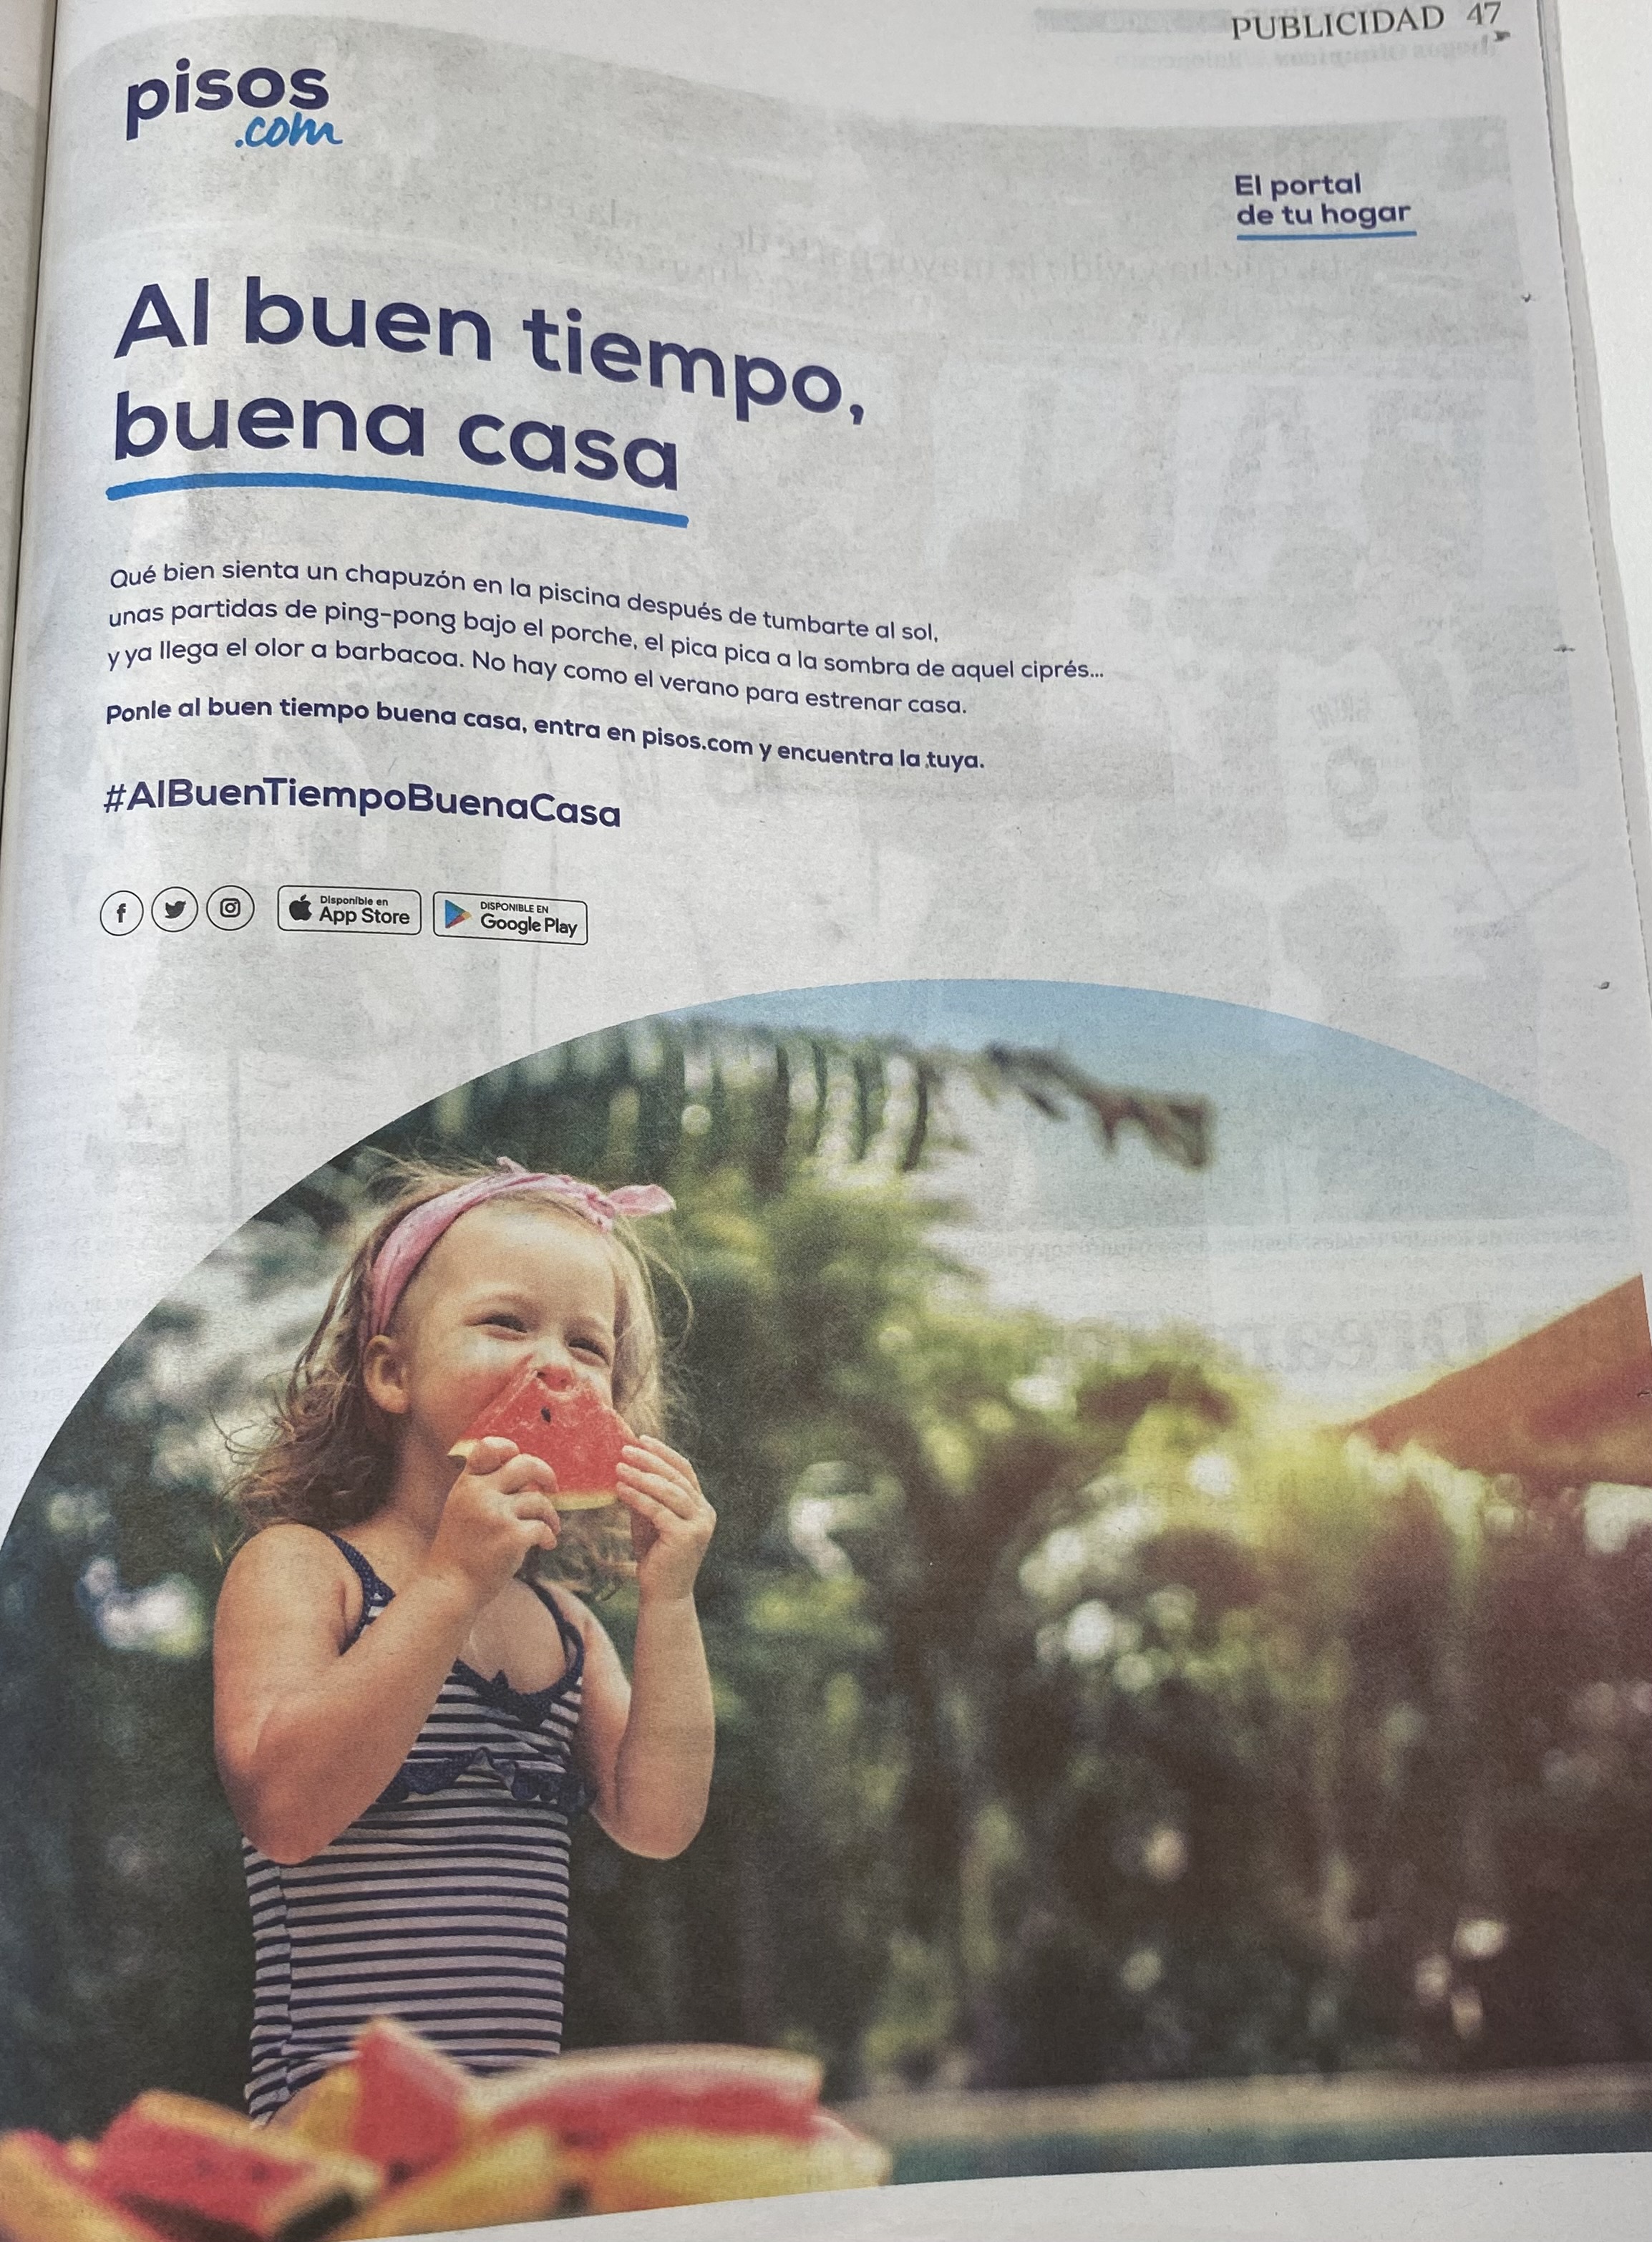 PUBLICIDAD 47
pisos
.com
El portal
de tu hogar
Al buen tiempo,
buena casa
Qué bien sienta un chapuzón en la piscina después de tumbarte al sol,
unas partidas de ping-pong bajo el porche, el pica pica a la sombra de aquel ciprés...
y ya llega el olor a barbacoa. No hay como el verano para estrenar casa.
Ponle al buen tiempo buena casa, entra en pisos.com y encuentra la tuya.
#AlBuenTiempoBuenaCasa
Disponible en
App Store
DISPONIBLE EN
Google Play